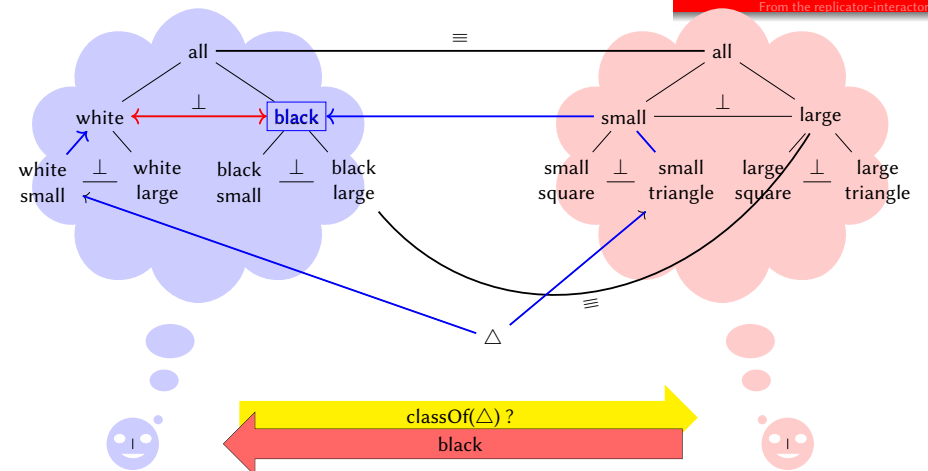 From the replicator-interactor
≡
all
all
⊥
⊥
white
black
small
large
white
small
⊥
white
large
black
small
⊥
black
large
small
square
⊥
small
triangle
large
square
⊥
large
triangle
≡
△
classOf(△) ?
black